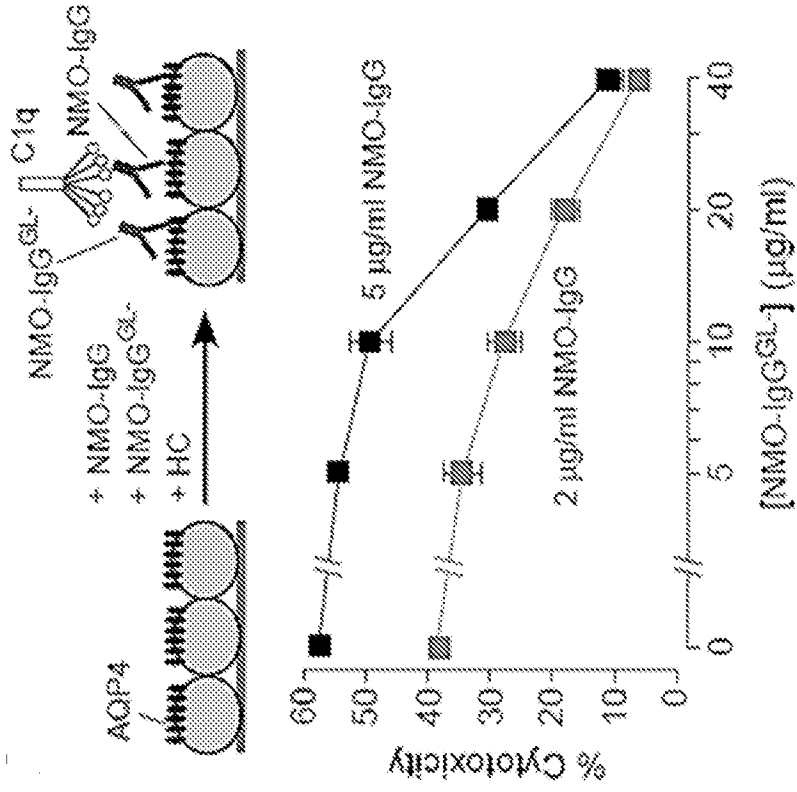 AQP4
+ NMO-IgG
+ NMO-IgG^GL-
+ HC
NMO-IgG^GL-
C1q
NMO-IgG
% Cytotoxicity
60
50
40
30
20
10
0
5 µg/ml NMO-IgG
2 µg/ml NMO-IgG
0
5
10
20
40
[NMO-IgG^GL-] (µg/ml)